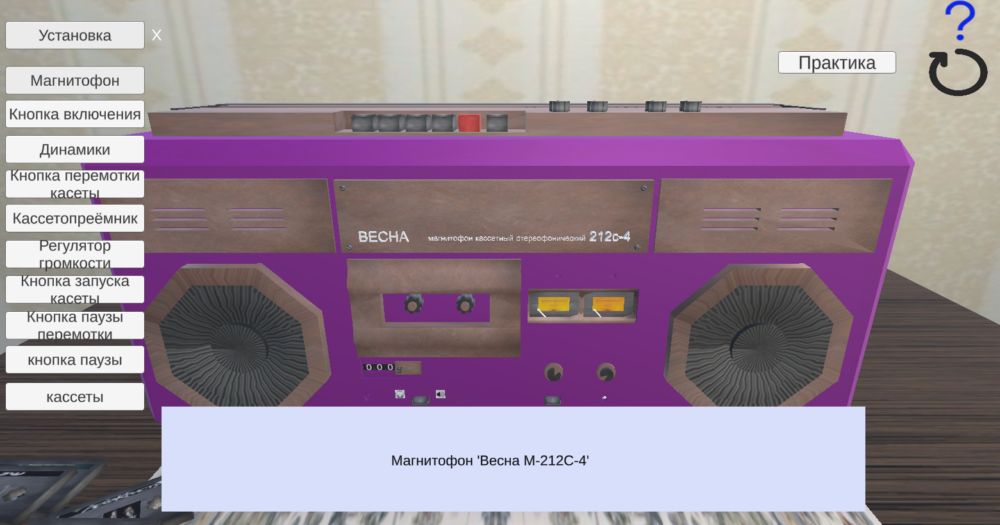 Установка
X
Магнитофон
Кнопка включения
Динамики
Кнопка перемотки
касеты
Кассетопреёмник
Регулятор
громкости
Кнопка запуска
касеты
Кнопка паузы
перемотки
кнопка паузы
кассеты
?
Практика
ВЕСНА магнитофон кассетный стереофонический 212с-4
0 0 0
Магнитофон 'Весна М-212С-4'